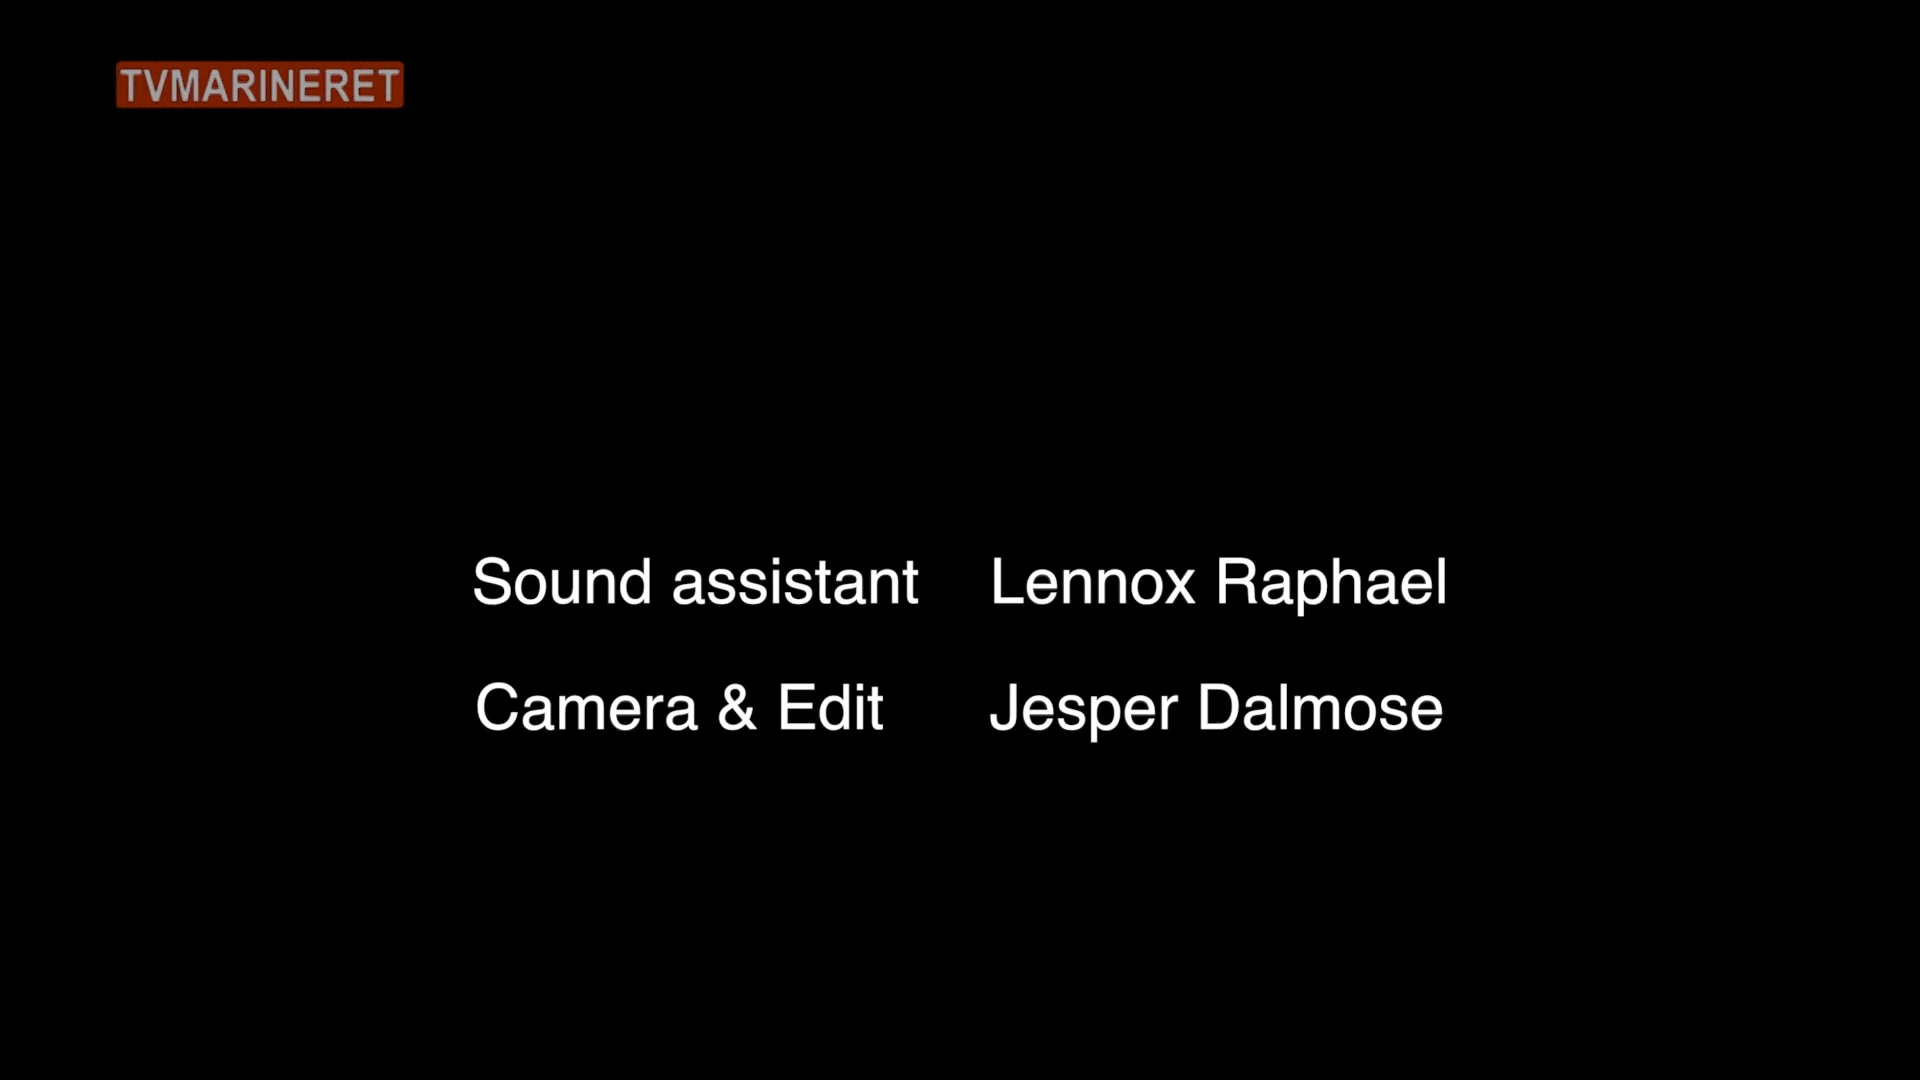 TVMARINERET
Sound assistant Lennox Raphael
Camera & Edit Jesper Dalmose